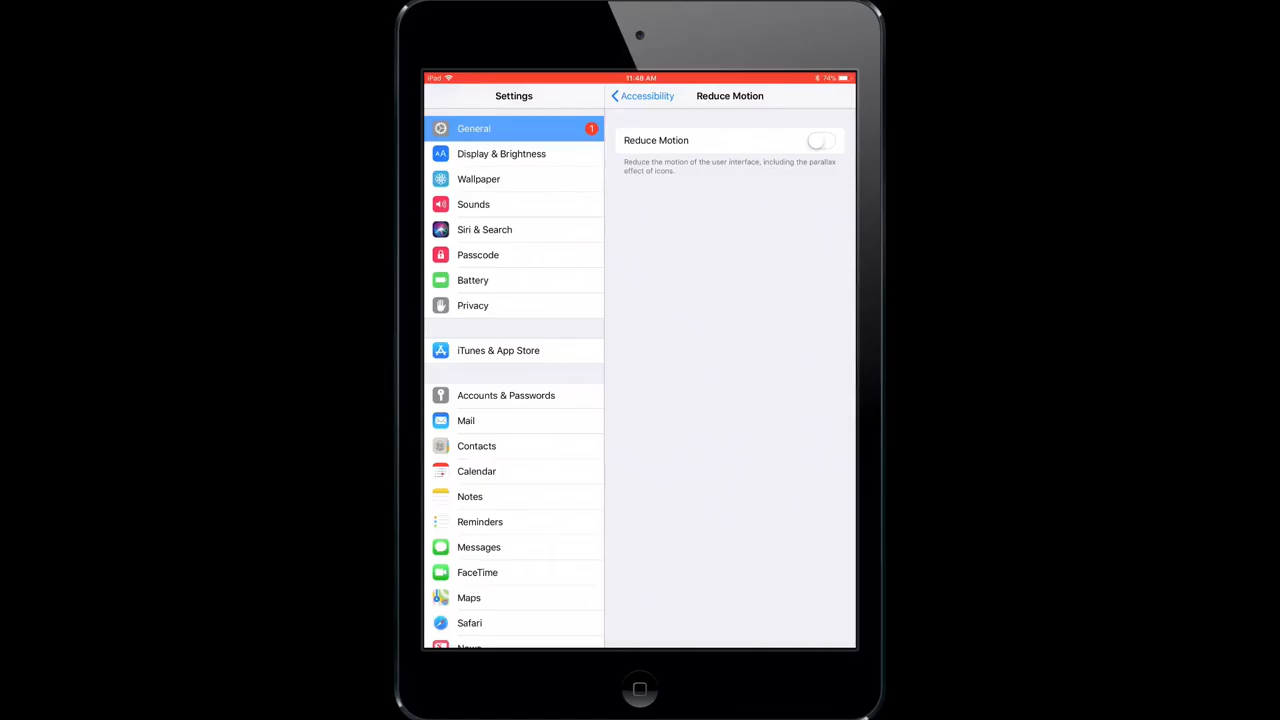 iPad
11:48 AM
74%
Settings
Accessibility
Reduce Motion
General
1
Display & Brightness
Wallpaper
Sounds
Siri & Search
Passcode
Battery
Privacy
iTunes & App Store
Accounts & Passwords
Mail
Contacts
Calendar
Notes
Reminders
Messages
FaceTime
Maps
Safari
News
Reduce Motion
Reduce the motion of the user interface, including the parallax
effect of icons.
AA